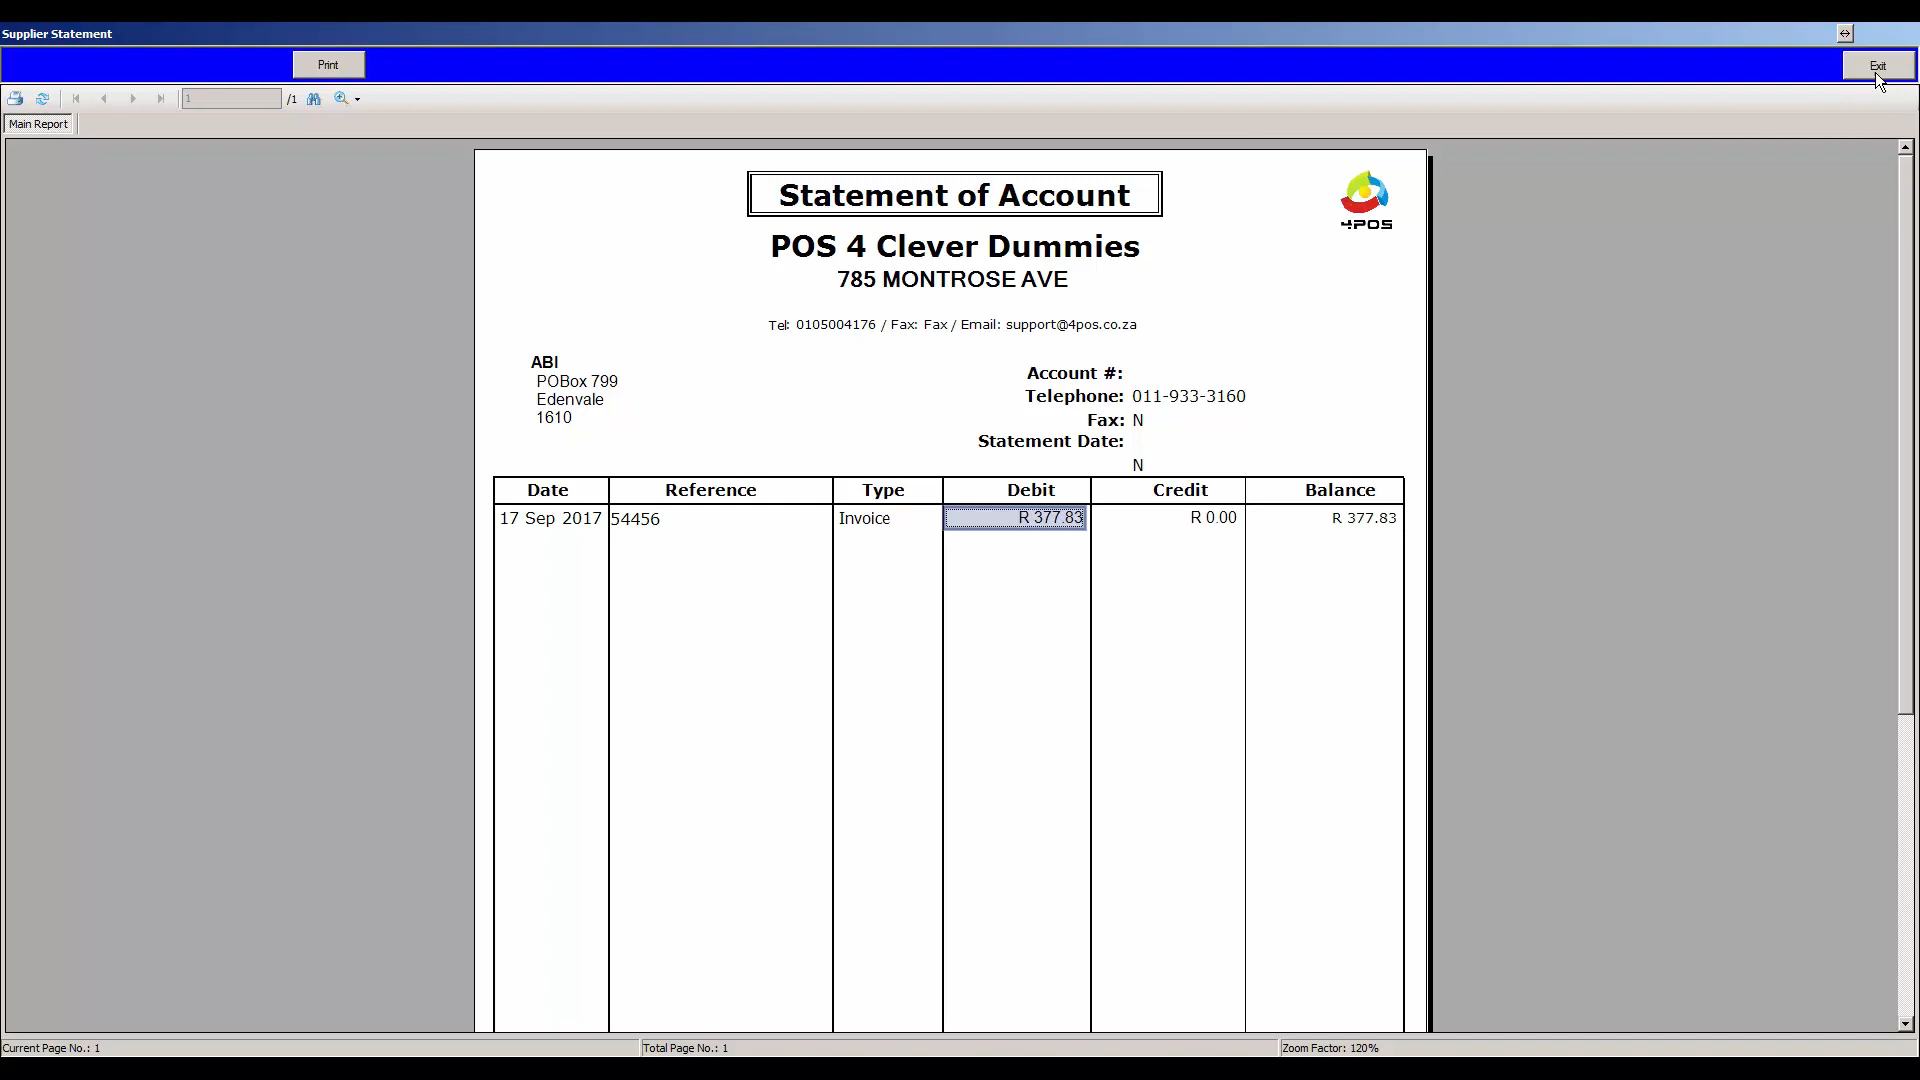 Supplier Statement
Print
Exit
1 /1
Main Report
Statement of Account
4POS
POS 4 Clever Dummies
785 MONTROSE AVE
Tel: 0105004176 / Fax: Fax / Email: support@4pos.co.za
ABI
POBox 799
Edenvale
1610
Account #:
Telephone: 011-933-3160
Fax: N
Statement Date:
N
Date Reference Type Debit Credit Balance
17 Sep 2017 54456 Invoice R 377.83 R 0.00 R 377.83
Current Page No.: 1 Total Page No.: 1 Zoom Factor: 120%